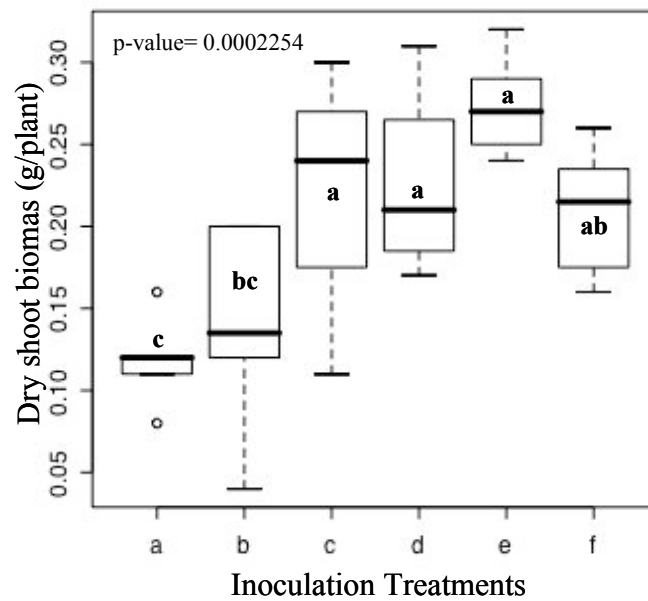 p-value= 0.0002254
Dry shoot biomas (g/plant)
0.30
0.25
0.20
0.15
0.10
0.05
c
bc
a
a
a
ab
a b c d e f
Inoculation Treatments